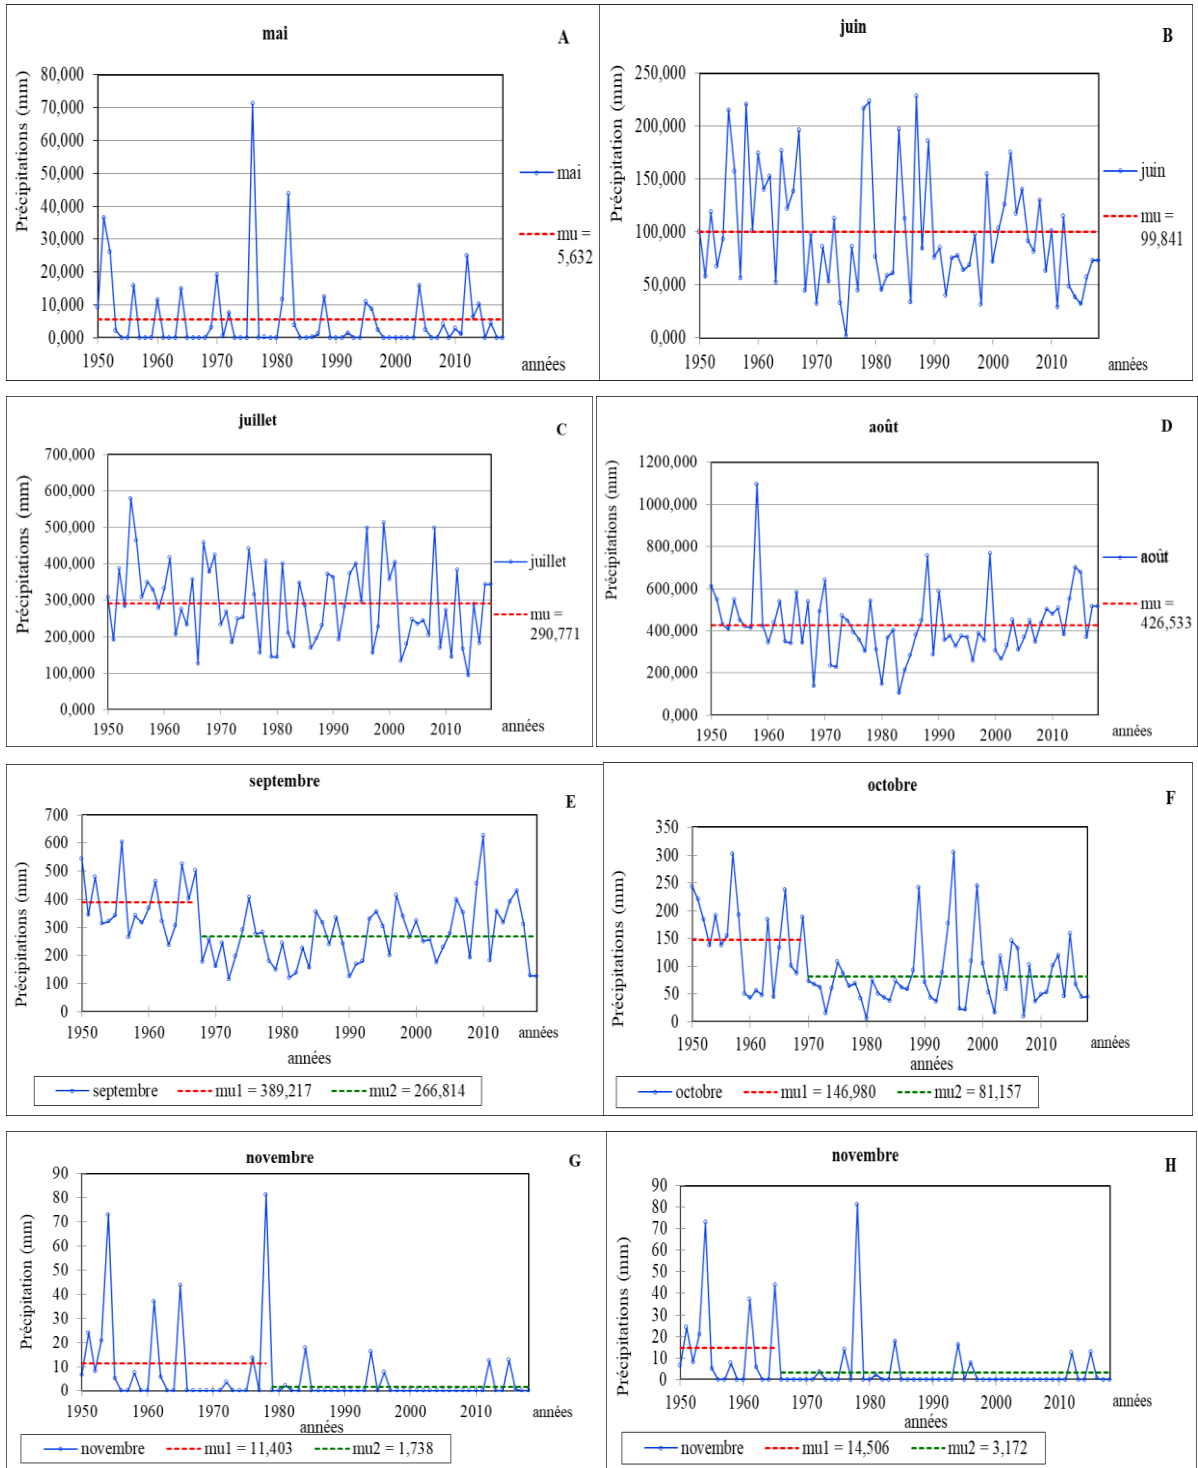 mai
A
Précipitations (mm)
80,000
70,000
60,000
50,000
40,000
30,000
20,000
10,000
0,000
1950 1960 1970 1980 1990 2000 2010
années
mai
mu =
5,632
juin
B
Précipitation (mm)
250,000
200,000
150,000
100,000
50,000
0,000
1950 1960 1970 1980 1990 2000 2010
années
juin
mu =
99,841
juillet
C
Précipitations (mm)
700,000
600,000
500,000
400,000
300,000
200,000
100,000
0,000
1950 1960 1970 1980 1990 2000 2010
années
juillet
mu =
290,771
août
D
Précipitations (mm)
1200,000
1000,000
800,000
600,000
400,000
200,000
0,000
1950 1960 1970 1980 1990 2000 2010
années
août
mu =
426,533
septembre
E
Précipitations (mm)
700
600
500
400
300
200
100
0
1950 1960 1970 1980 1990 2000 2010
années
années
septembre mu1 = 389,217 mu2 = 266,814
octobre
F
Précipitations (mm)
350
300
250
200
150
100
50
0
1950 1960 1970 1980 1990 2000 2010
années
années
octobre mu1 = 146,980 mu2 = 81,157
novembre
G
Précipitation (mm)
90
80
70
60
50
40
30
20
10
0
1950 1960 1970 1980 1990 2000 2010
années
années
novembre mu1 = 11,403 mu2 = 1,738
novembre
H
Précipitations (mm)
90
80
70
60
50
40
30
20
10
0
1950 1960 1970 1980 1990 2000 2010
années
années
novembre mu1 = 14,506 mu2 = 3,172